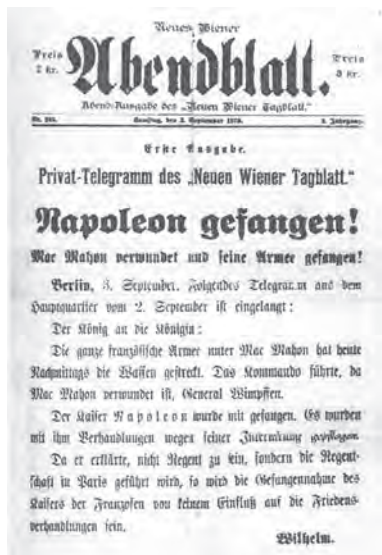 Neues Wiener
Preis
2 kr.
Abendblatt.
Preis
3 kr.
Abend-Ausgabe des „Neuen Wiener Tagblatt.“
Samstag, den 3. September 1870.
Erste Ausgabe.
Privat-Telegramm des „Neuen Wiener Tagblatt.“
Napoleon gefangen!
Mac Mahon verwundet und seine Armee gefangen!
Berlin, 3. September. Folgendes Telegramm aus dem
Hauptquartier vom 2. September ist eingelangt:
Der König an die Königin:
Die ganze französische Armee unter Mac Mahon hat heute
Nachmittags die Waffen gestreckt. Das Kommando führte, da
Mac Mahon verwundet ist, General Wimpffen.
Der Kaiser Napoleon wurde mit gefangen. Es wurden
mit ihm Verhandlungen wegen seiner Internirung gepflogen.
Da er erklärte, nicht Regent zu sein, sondern die Regent-
schaft in Paris geführt wird, so wird die Gefangennahme des
Kaisers der Franzosen von keinem Einfluß auf die Friedens
verhandlungen sein.
Wilhelm.